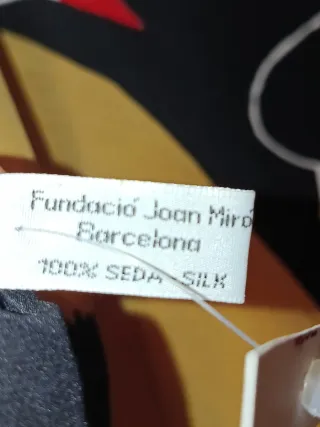 Fundació Joan Miró
Barcelona
100% SEDA - SILK